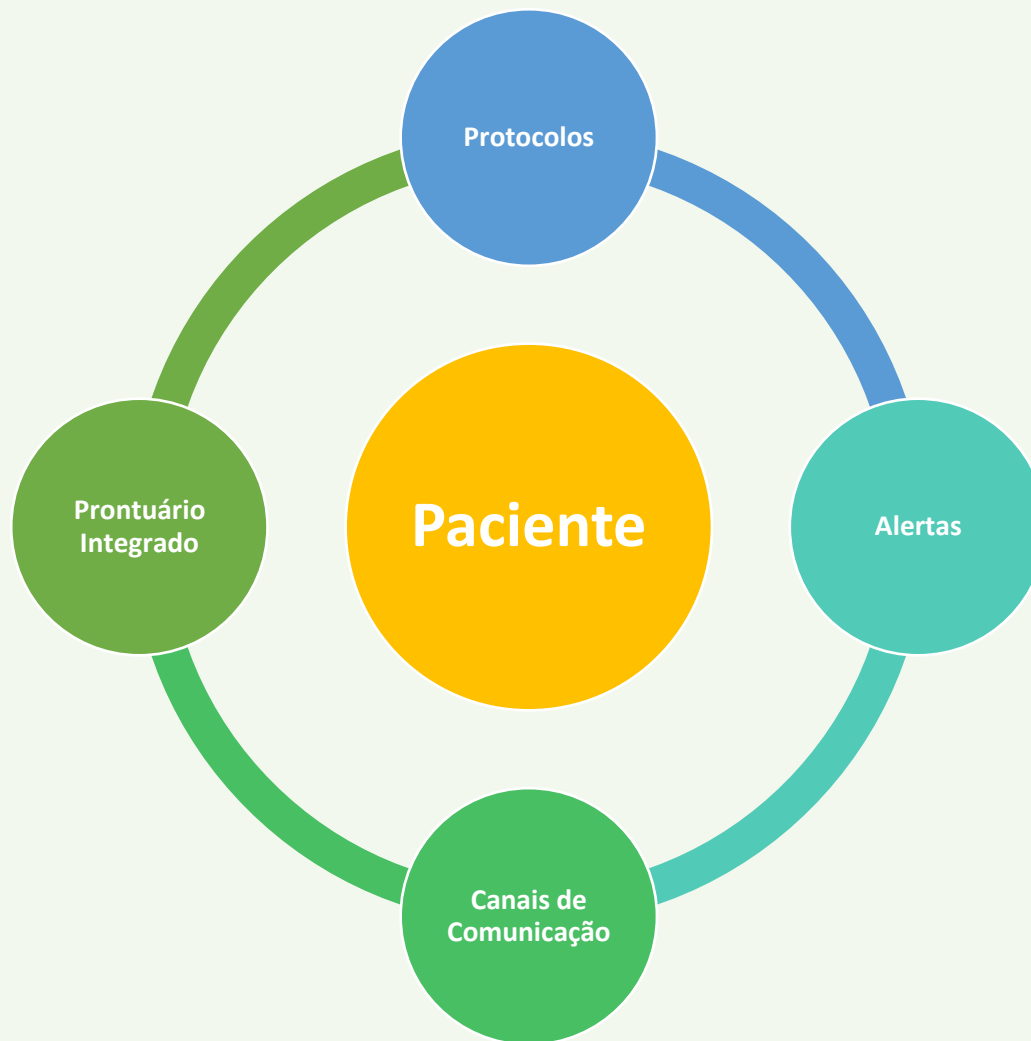 Protocolos
Prontuário
Integrado
Paciente
Alertas
Canais de
Comunicação